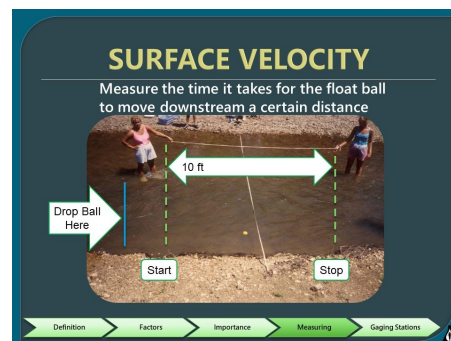 SURFACE VELOCITY
Measure the time it takes for the float ball
to move downstream a certain distance
10 ft
Drop Ball
Here
Start
Stop
Definition
Factors
Importance
Measuring
Gaging Stations